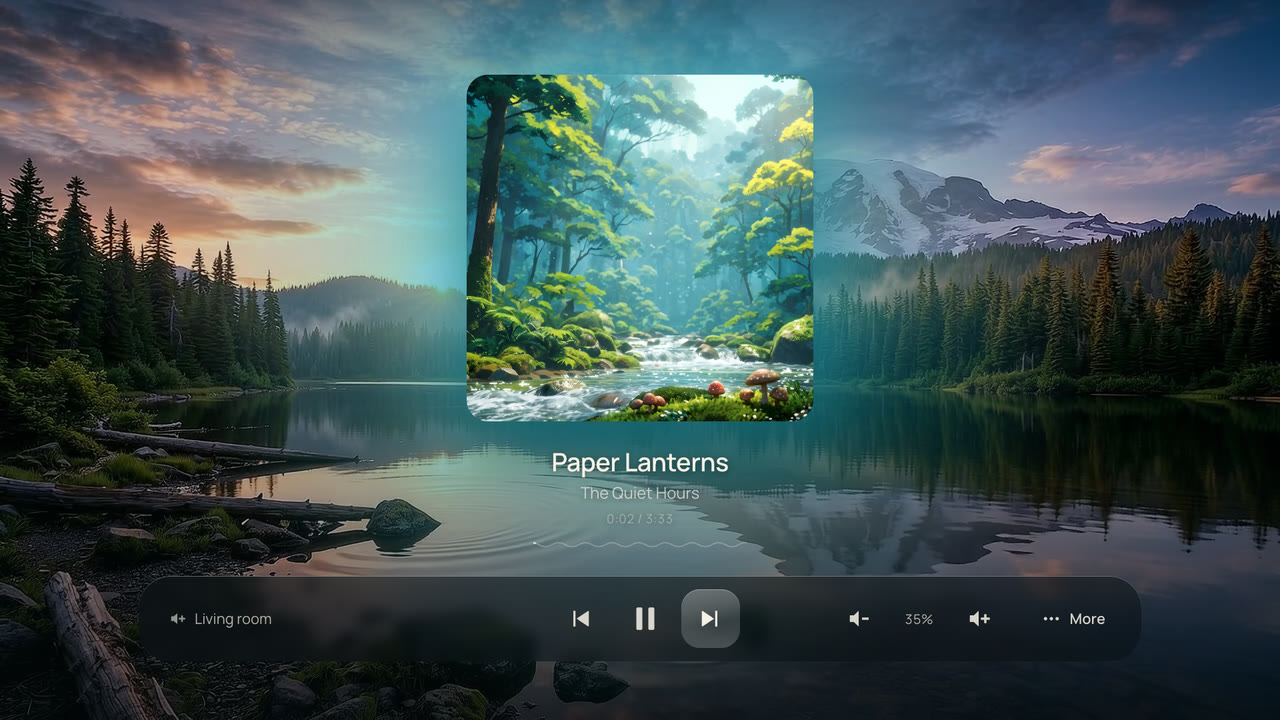 Paper Lanterns
The Quiet Hours
0:02 / 3:33
Living room
35%
More